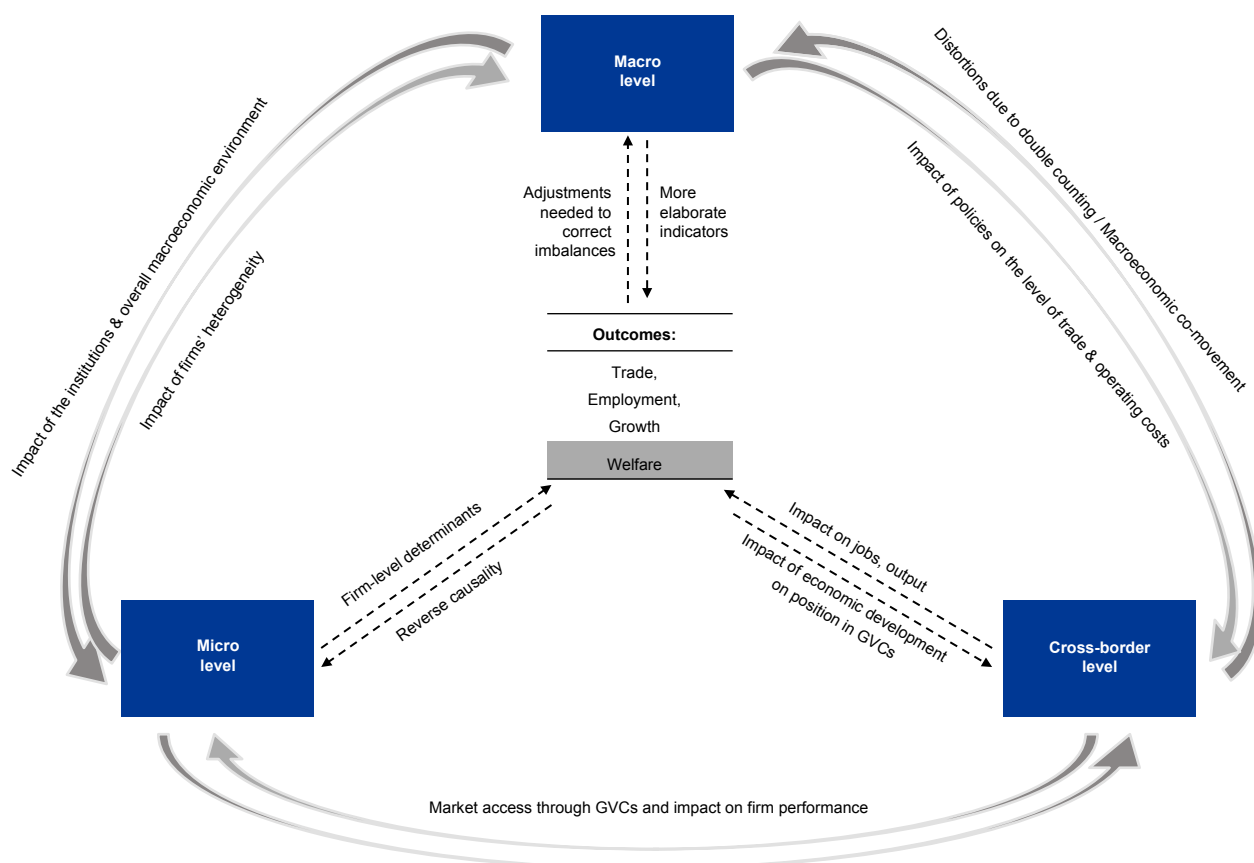 Macro
level
Distortions due to double counting / Macroeconomic co-movement
Impact of policies on the level of trade & operating costs
Impact of the institutions & overall macroeconomic environment
Impact of firms' heterogeneity
Adjustments
needed to
correct
imbalances
More
elaborate
indicators
Outcomes:
Trade,
Employment,
Growth
Welfare
Firm-level determinants
Reverse causality
Impact on jobs, output
Impact of economic development
on position in GVCs
Micro
level
Cross-border
level
Market access through GVCs and impact on firm performance